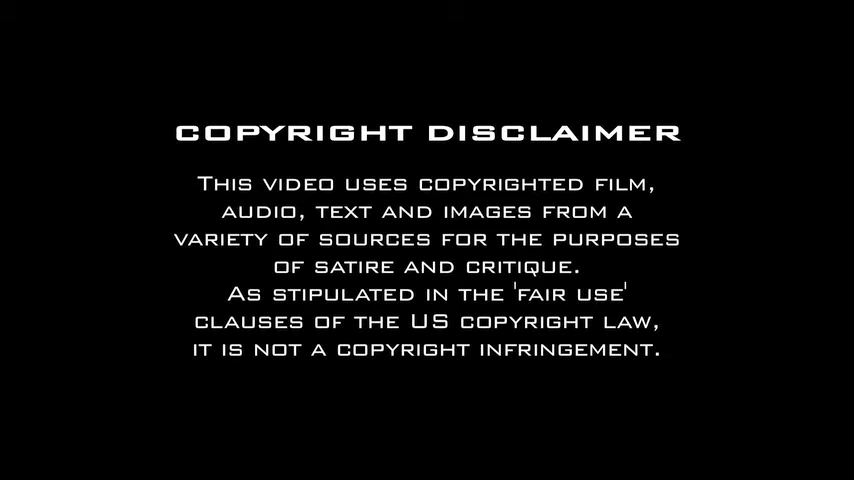 COPYRIGHT DISCLAIMER
THIS VIDEO USES COPYRIGHTED FILM,
AUDIO, TEXT AND IMAGES FROM A
VARIETY OF SOURCES FOR THE PURPOSES
OF SATIRE AND CRITIQUE.
AS STIPULATED IN THE 'FAIR USE'
CLAUSES OF THE US COPYRIGHT LAW,
IT IS NOT A COPYRIGHT INFRINGEMENT.